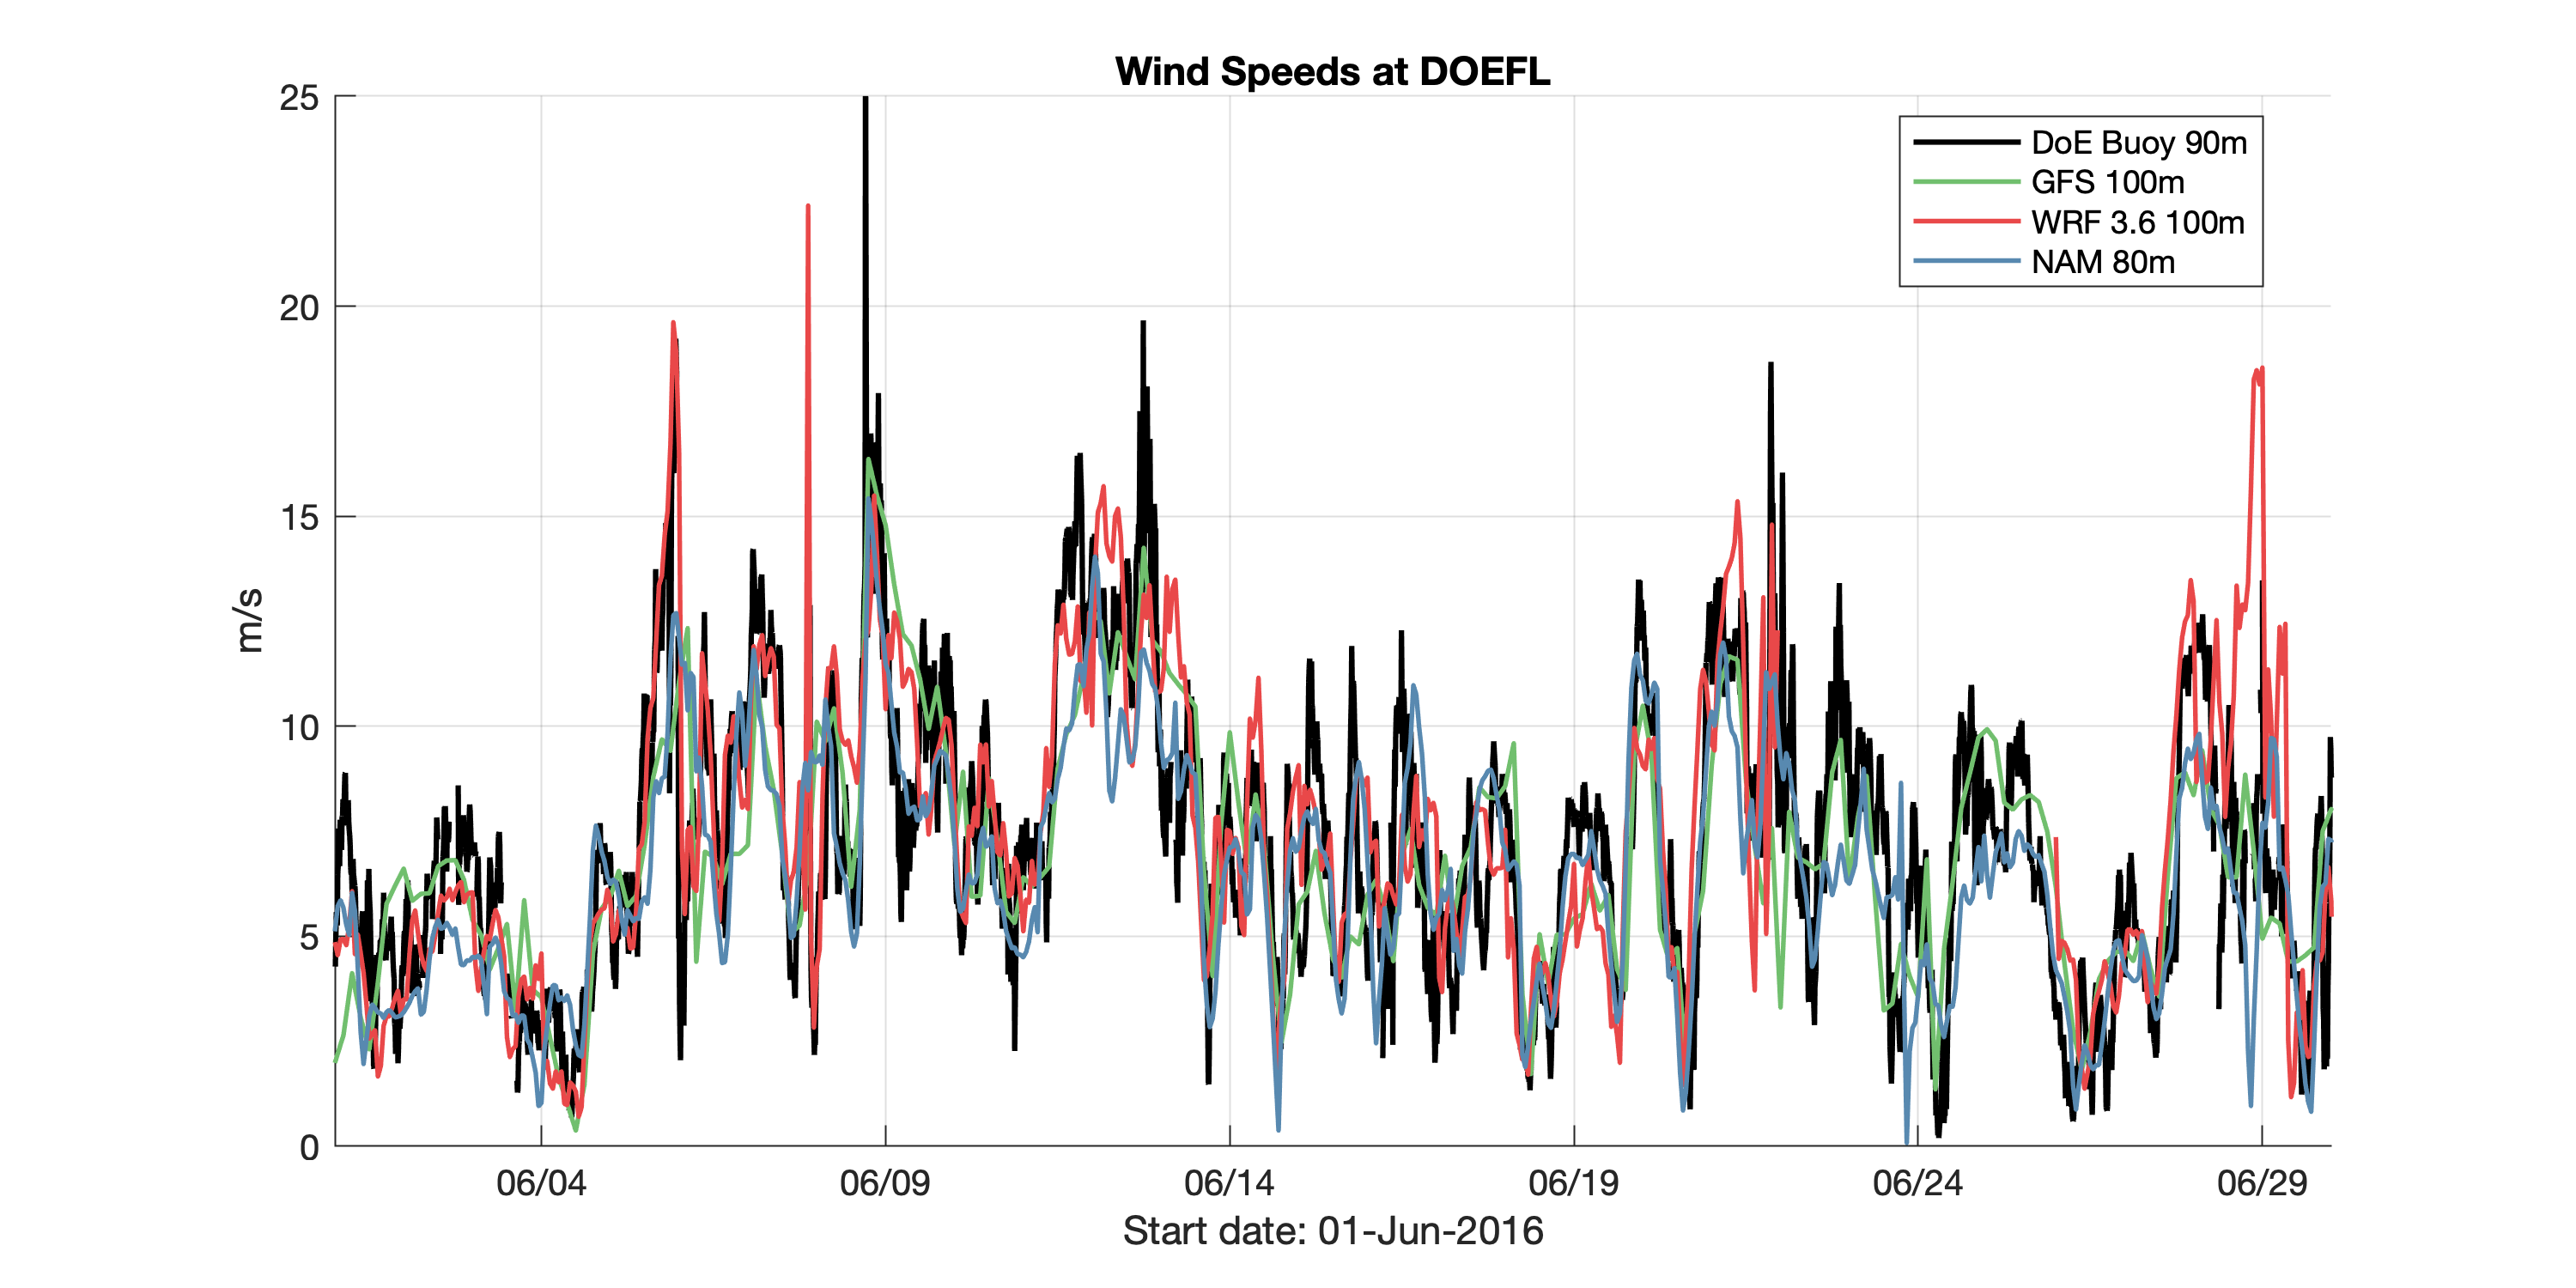 Wind Speeds at DOEFL
25
20
15
10
5
0
m/s
DoE Buoy 90m
GFS 100m
WRF 3.6 100m
NAM 80m
06/04 06/09 06/14 06/19 06/24 06/29
Start date: 01-Jun-2016